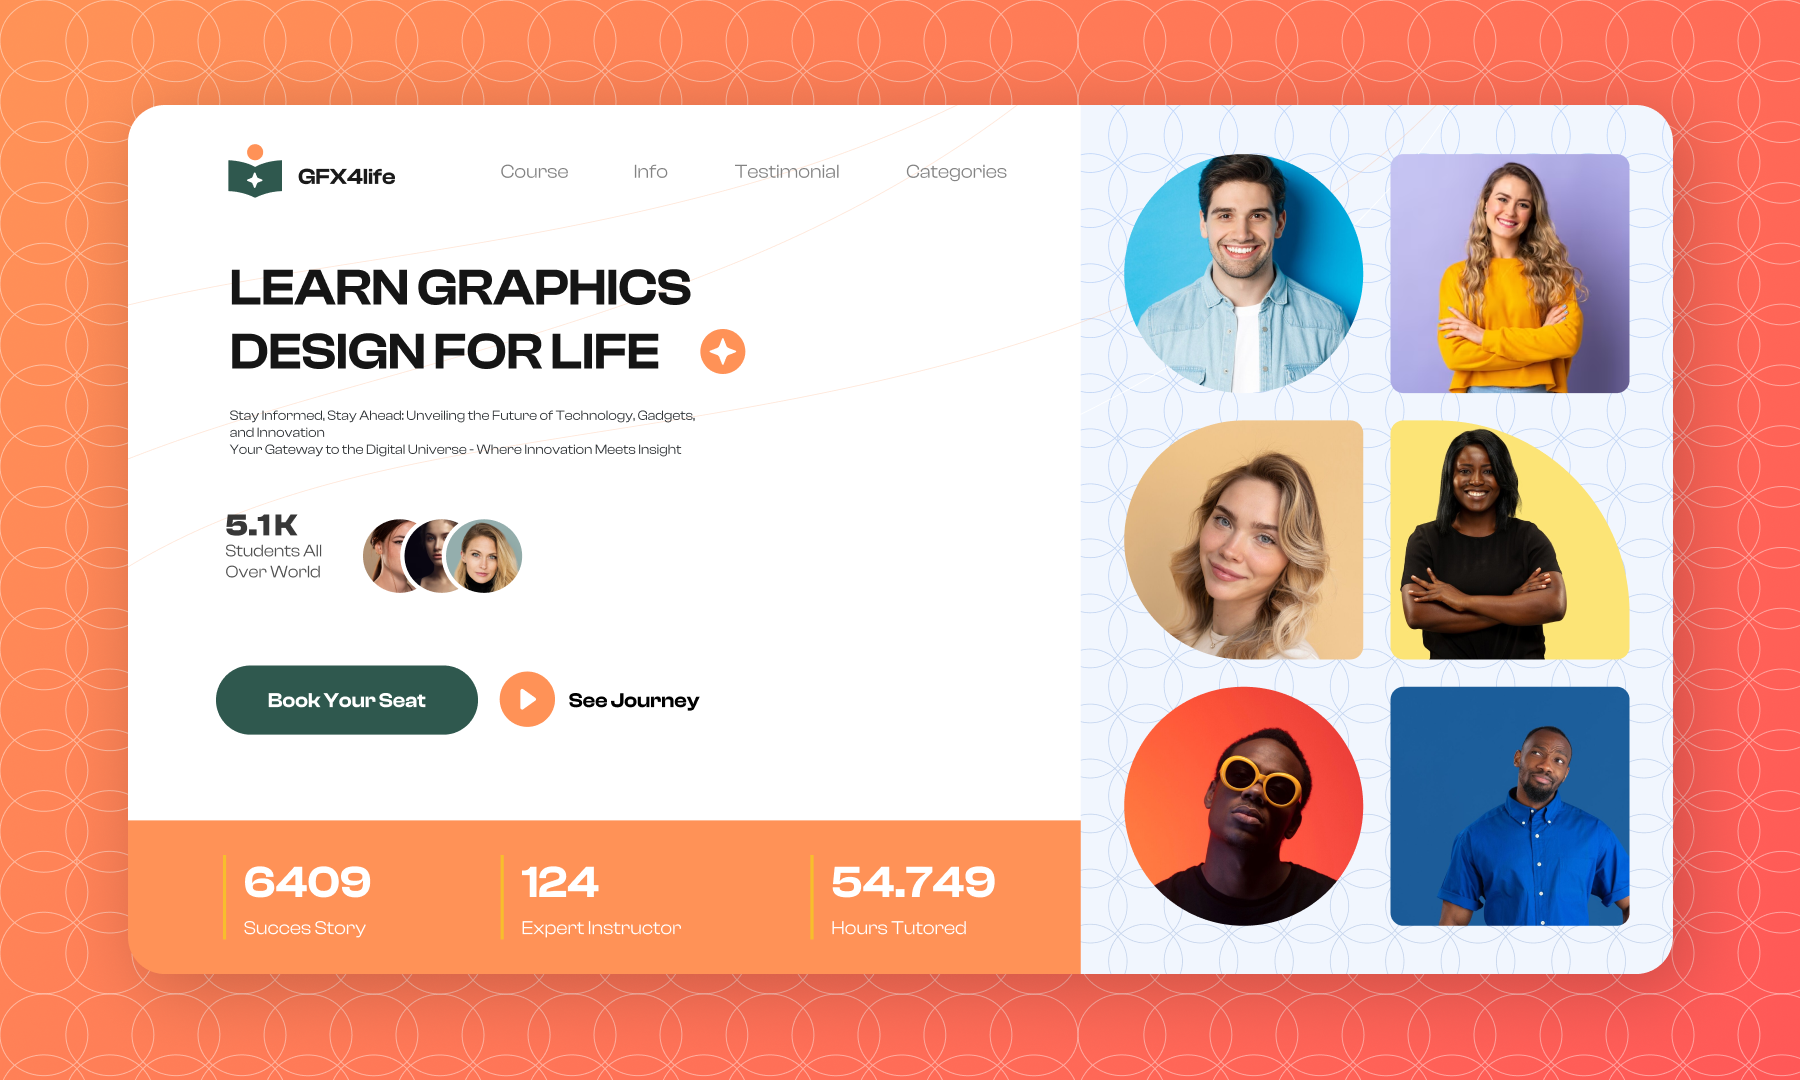 GFX4life
Course
Info
Testimonial
Categories
LEARN GRAPHICS
DESIGN FOR LIFE
Stay Informed, Stay Ahead: Unveiling the Future of Technology, Gadgets,
and Innovation
Your Gateway to the Digital Universe - Where Innovation Meets Insight
5.1K
Students All
Over World
Book Your Seat
See Journey
6409
Succes Story
124
Expert Instructor
54.749
Hours Tutored